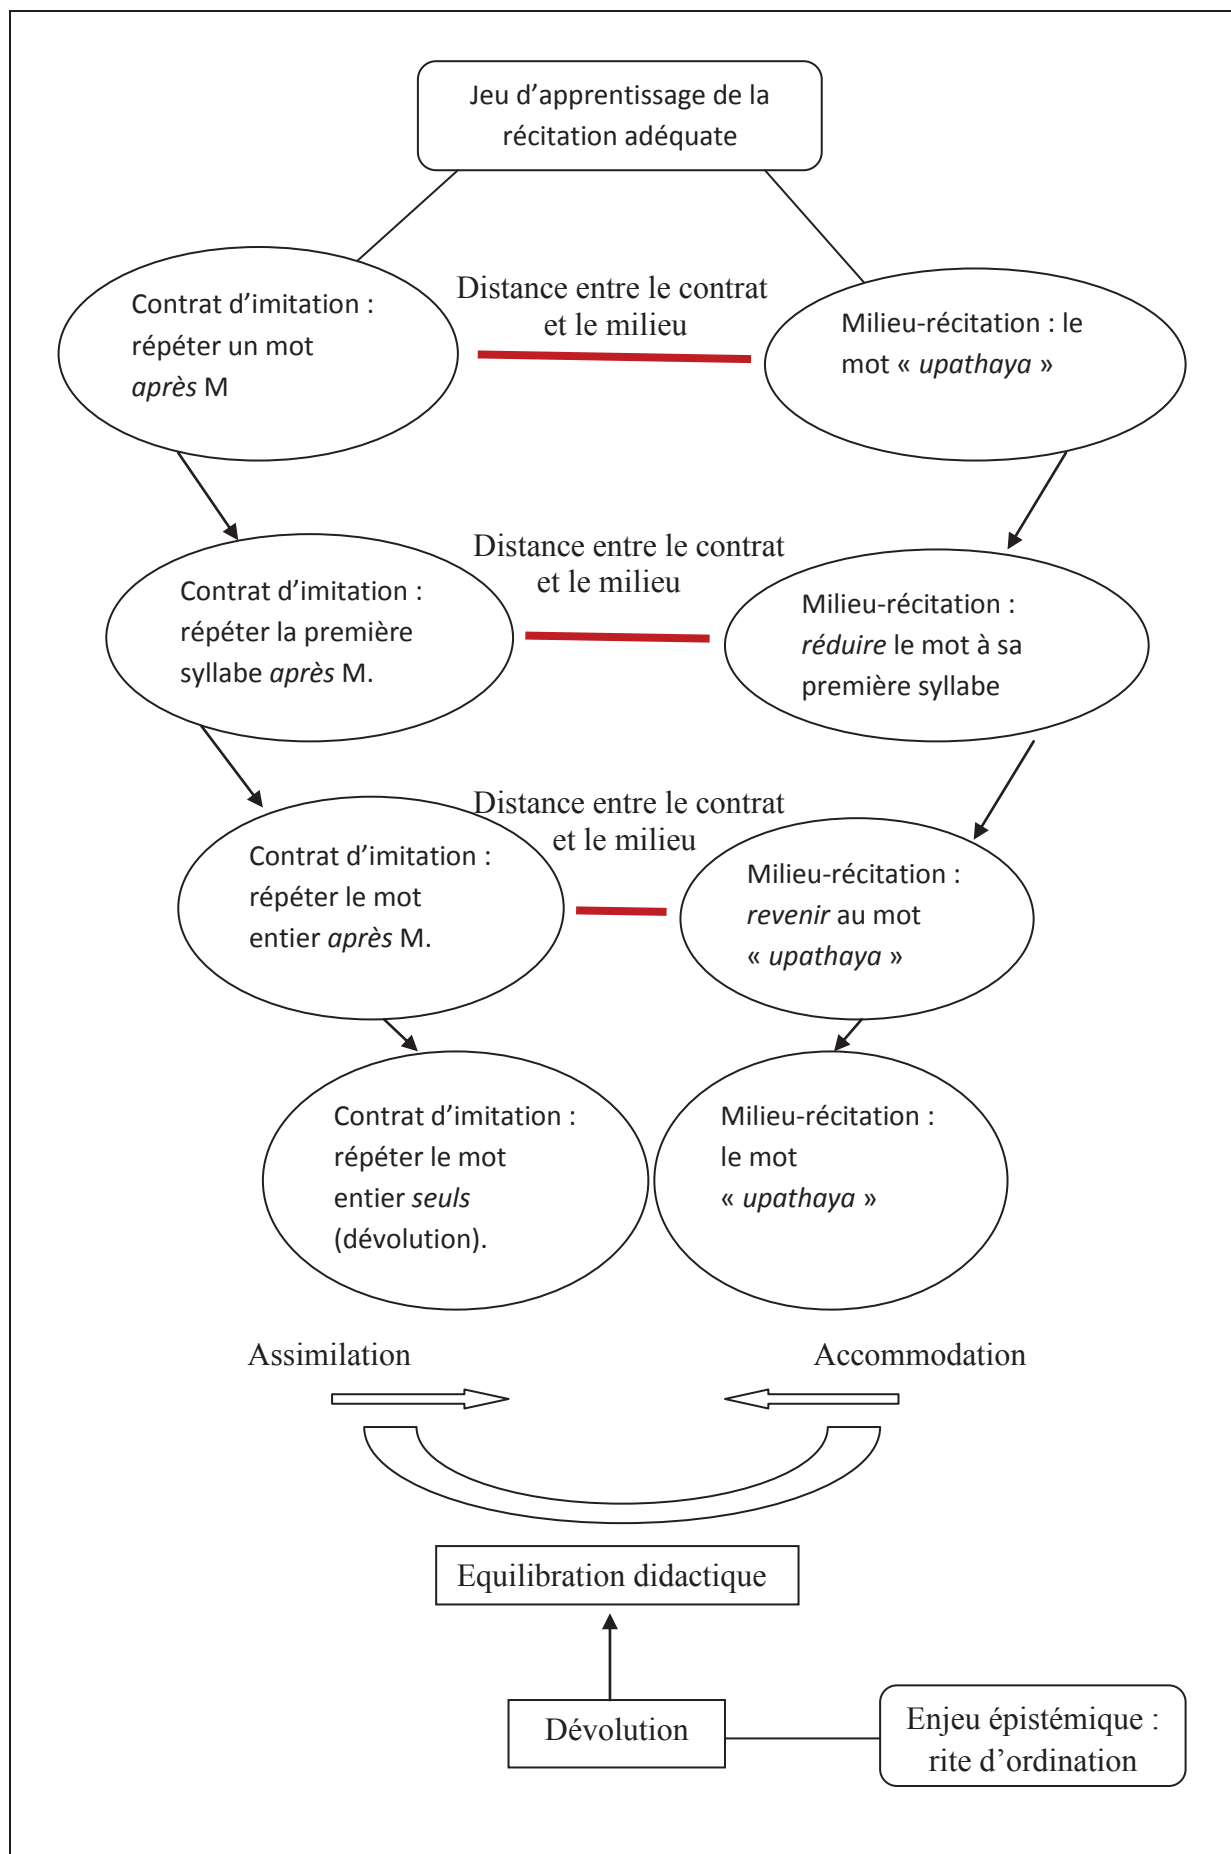 Jeu d’apprentissage de la
récitation adéquate
Contrat d’imitation :
répéter un mot
après M
Distance entre le contrat
et le milieu
Milieu-récitation : le
mot « upathaya »
Contrat d’imitation :
répéter la première
syllabe après M.
Distance entre le contrat
et le milieu
Milieu-récitation :
réduire le mot à sa
première syllabe
Contrat d’imitation :
répéter le mot
entier après M.
Distance entre le contrat
et le milieu
Milieu-récitation :
revenir au mot
« upathaya »
Contrat d’imitation :
répéter le mot
entier seuls
(dévolution).
Milieu-récitation :
le mot
« upathaya »
Assimilation
Accommodation
Equilibration didactique
Dévolution
Enjeu épistémique :
rite d’ordination